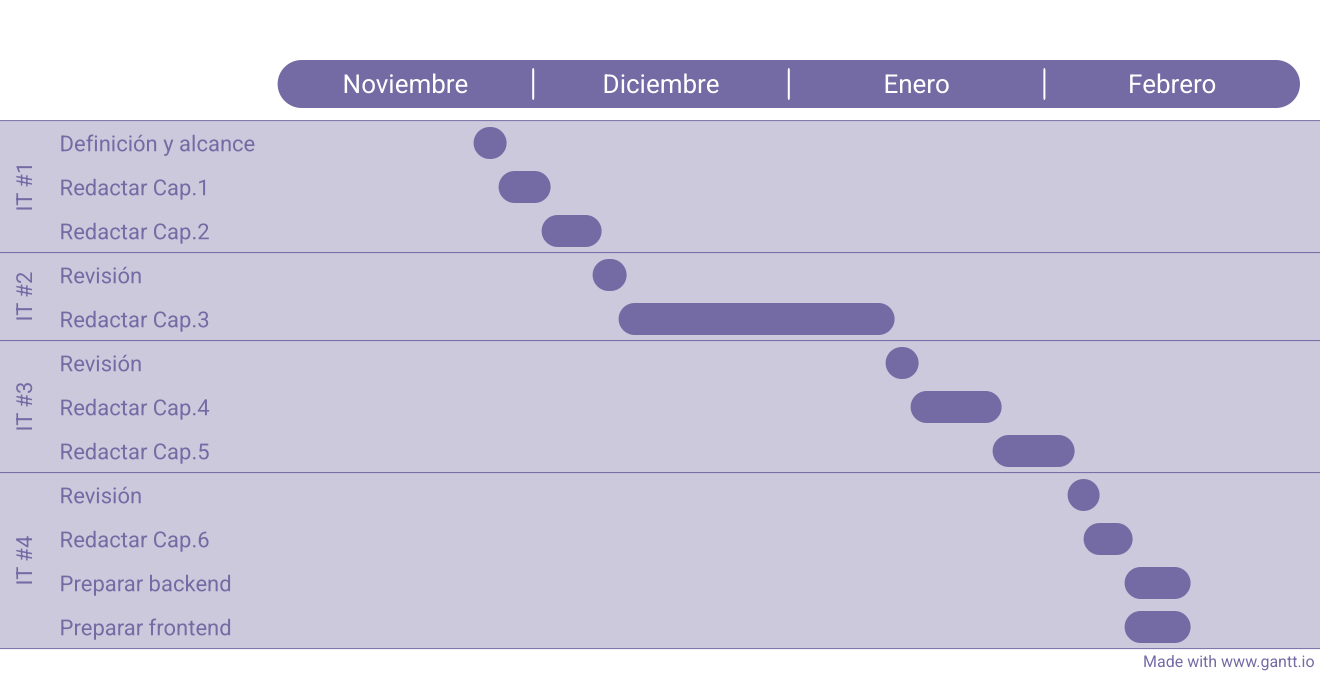 Noviembre Diciembre Enero Febrero
IT #1
Definición y alcance
Redactar Cap.1
Redactar Cap.2
IT #2
Revisión
Redactar Cap.3
IT #3
Revisión
Redactar Cap.4
Redactar Cap.5
IT #4
Revisión
Redactar Cap.6
Preparar backend
Preparar frontend
Made with www.gantt.io